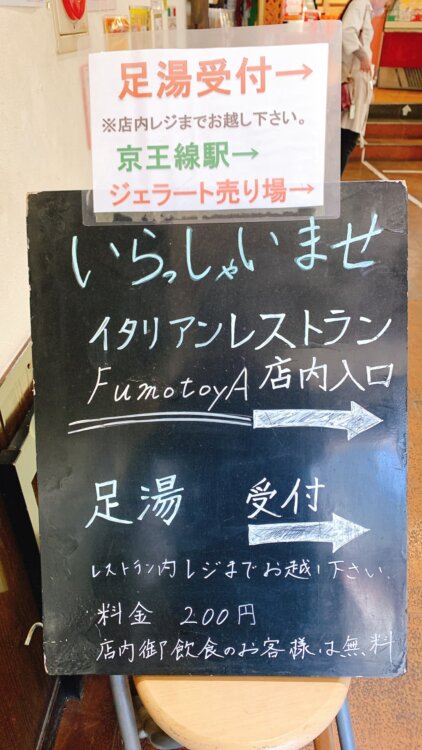 足湯受付→
※店内レジまでお越し下さい。
京王線駅→
ジェラート売り場→
いらっしゃいませ
イタリアンレストラン
FumotoyA 店内入口
足湯 受付
レストラン内レジまでお越し下さい
料金 200円
店内御飲食のお客様は無料